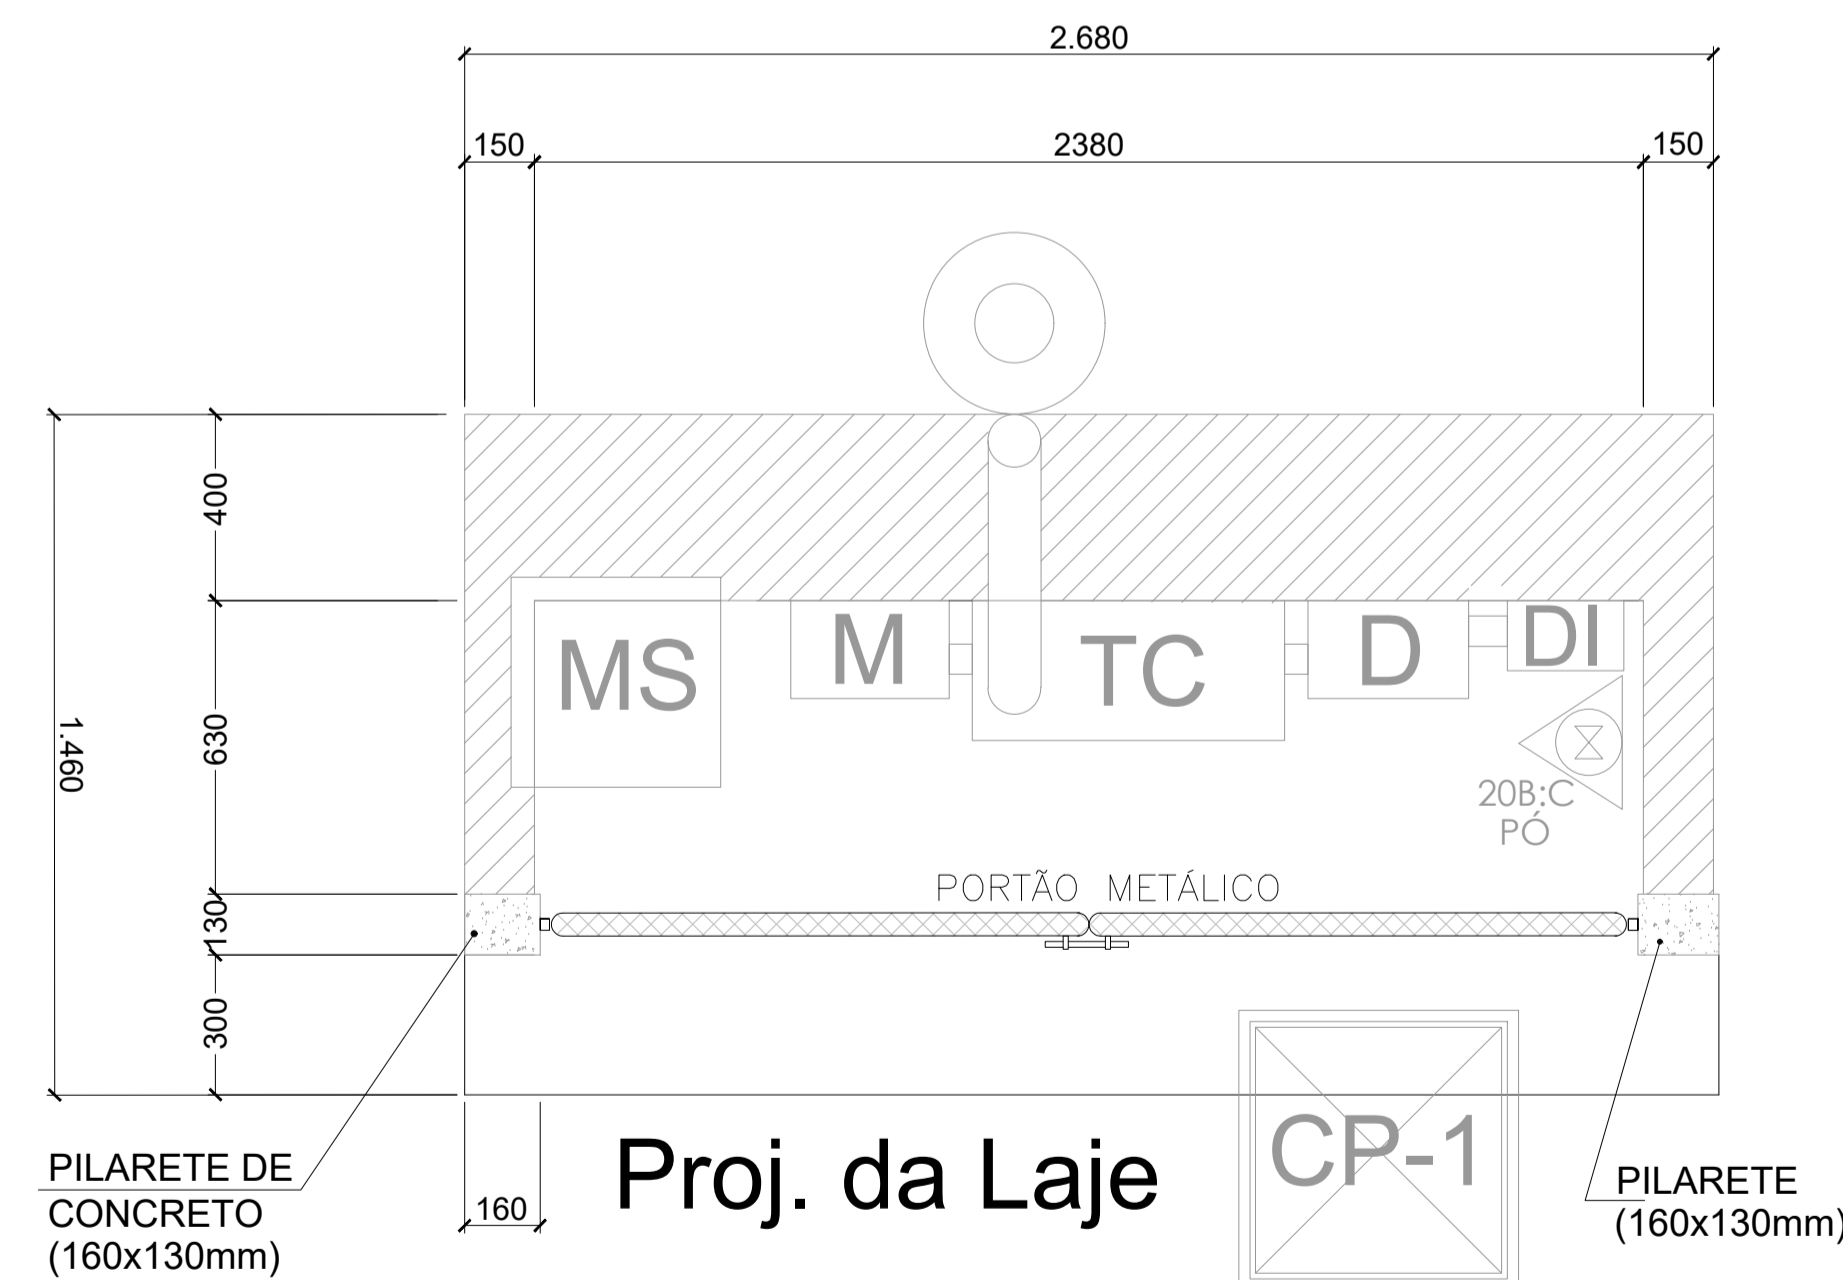 2.680
150
2380
150
400
630
130
300
1.460
MS
M
TC
D
DI
20B:C
PÓ
PORTÃO METÁLICO
CP-1
Proj. da Laje
160
PILARETE DE
CONCRETO
(160x130mm)
PILARETE
(160x130mm)